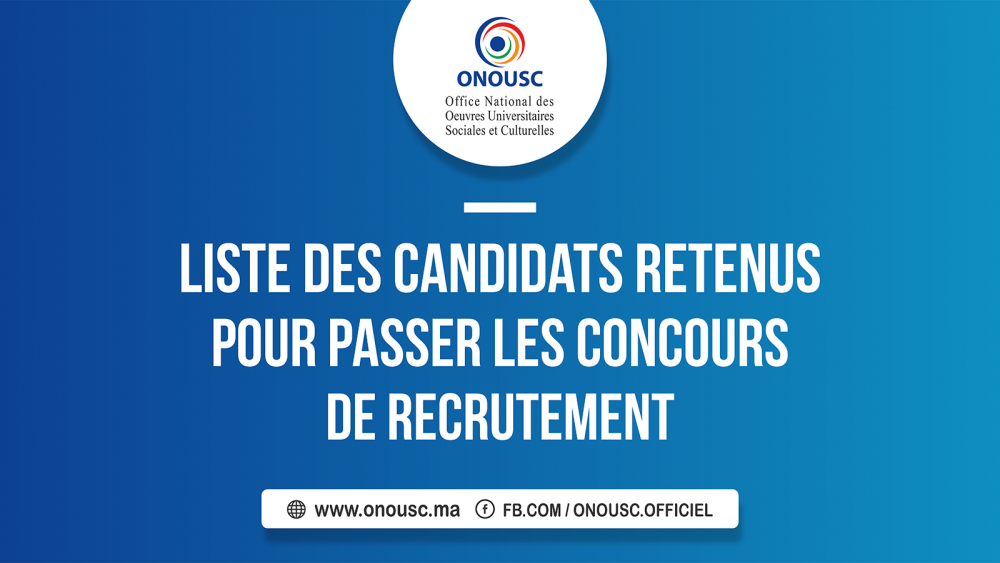 ONOUSC
Office National des
Oeuvres Universitaires
Sociales et Culturelles
LISTE DES CANDIDATS RETENUS
POUR PASSER LES CONCOURS
DE RECRUTEMENT
www.onousc.ma FB.COM / ONOUSC.OFFICIEL